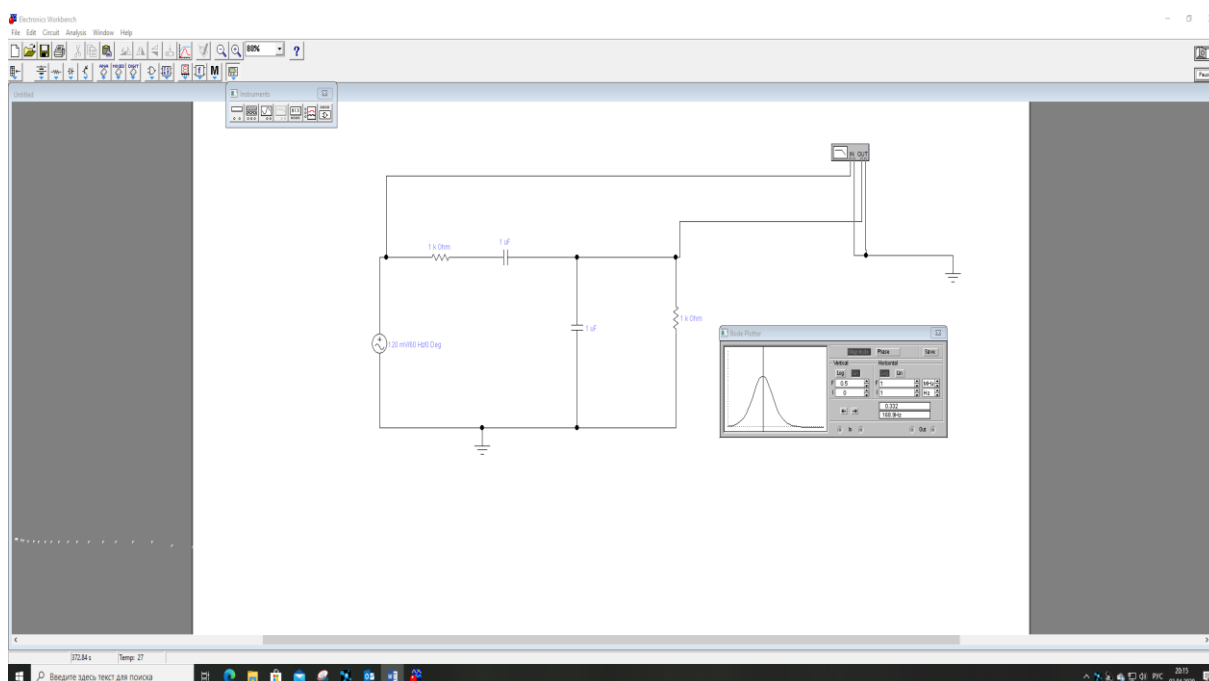 Electronics Workbench
File Edit Circuit Analysis Window Help
80%
?
ANA MIXED DIGIT
M
Untitled
Instruments
IN OUT
1 k Ohm
1 uF
1 uF
1 k Ohm
120 mV/60 Hz/0 Deg
Bode Plotter
Phase Save
Vertical Horizontal
Log Lin
F 0.5 F 1 MHz
I 0 I 1 Hz
0.332
In Out
372.84 s Temp: 27
Введите здесь текст для поиска
РУС
20:15